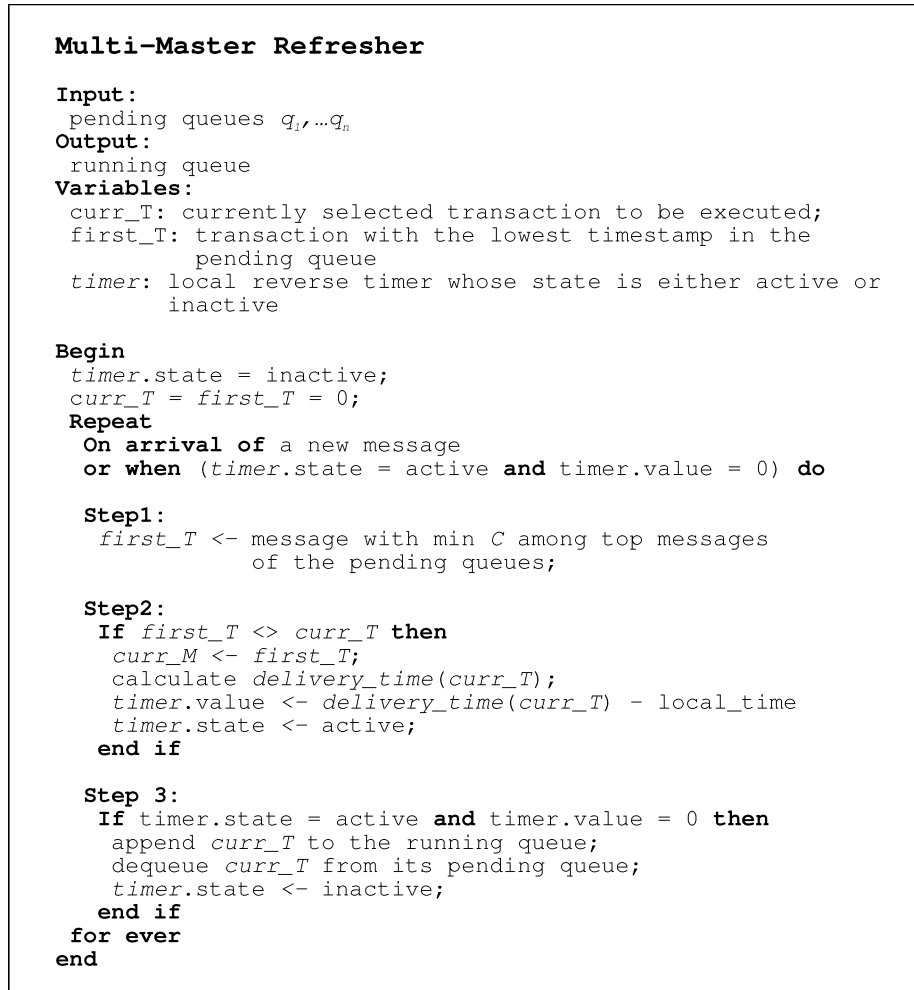 Multi-Master Refresher
Input:
pending queues q1,…qn
Output:
running queue
Variables:
curr_T: currently selected transaction to be executed;
first_T: transaction with the lowest timestamp in the
pending queue
timer: local reverse timer whose state is either active or
inactive
Begin
timer.state = inactive;
curr_T = first_T = 0;
Repeat
On arrival of a new message
or when (timer.state = active and timer.value = 0) do
Step1:
first_T <- message with min C among top messages
of the pending queues;
Step2:
If first_T <> curr_T then
curr_M <- first_T;
calculate delivery_time(curr_T);
timer.value <- delivery_time(curr_T) - local_time
timer.state <- active;
end if
Step 3:
If timer.state = active and timer.value = 0 then
append curr_T to the running queue;
dequeue curr_T from its pending queue;
timer.state <- inactive;
end if
for ever
end